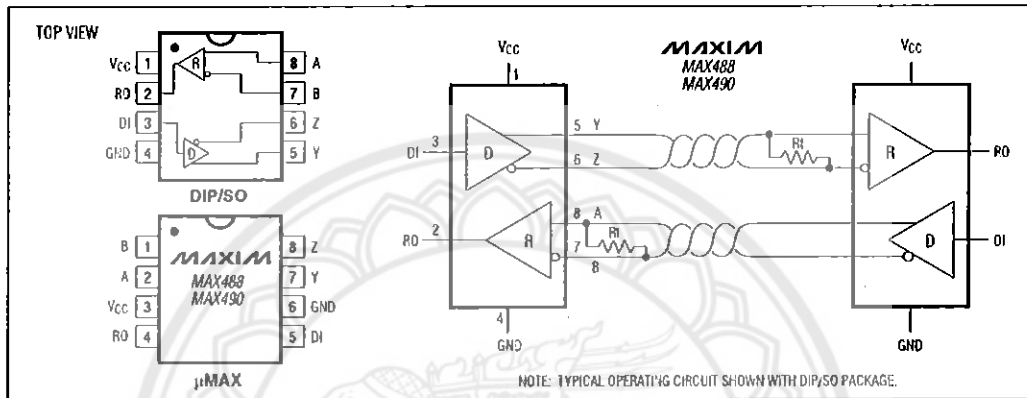 TOP VIEW
VCC 1
RO 2
DI 3
GND 4
8 A
7 B
6 Z
5 Y
R
D
DIP/SO
B 1
A 2
VCC 3
RO 4
8 Z
7 Y
6 GND
5 DI
MAXIM
MAX488
MAX490
μMAX
MAXIM
MAX488
MAX490
VCC
1
DI 3
D
5 Y
6 Z
Rt
R
RO
VCC
RO 2
R
8 A
7
B
Rt
D
DI
4
GND
GND
NOTE: TYPICAL OPERATING CIRCUIT SHOWN WITH DIP/SO PACKAGE.